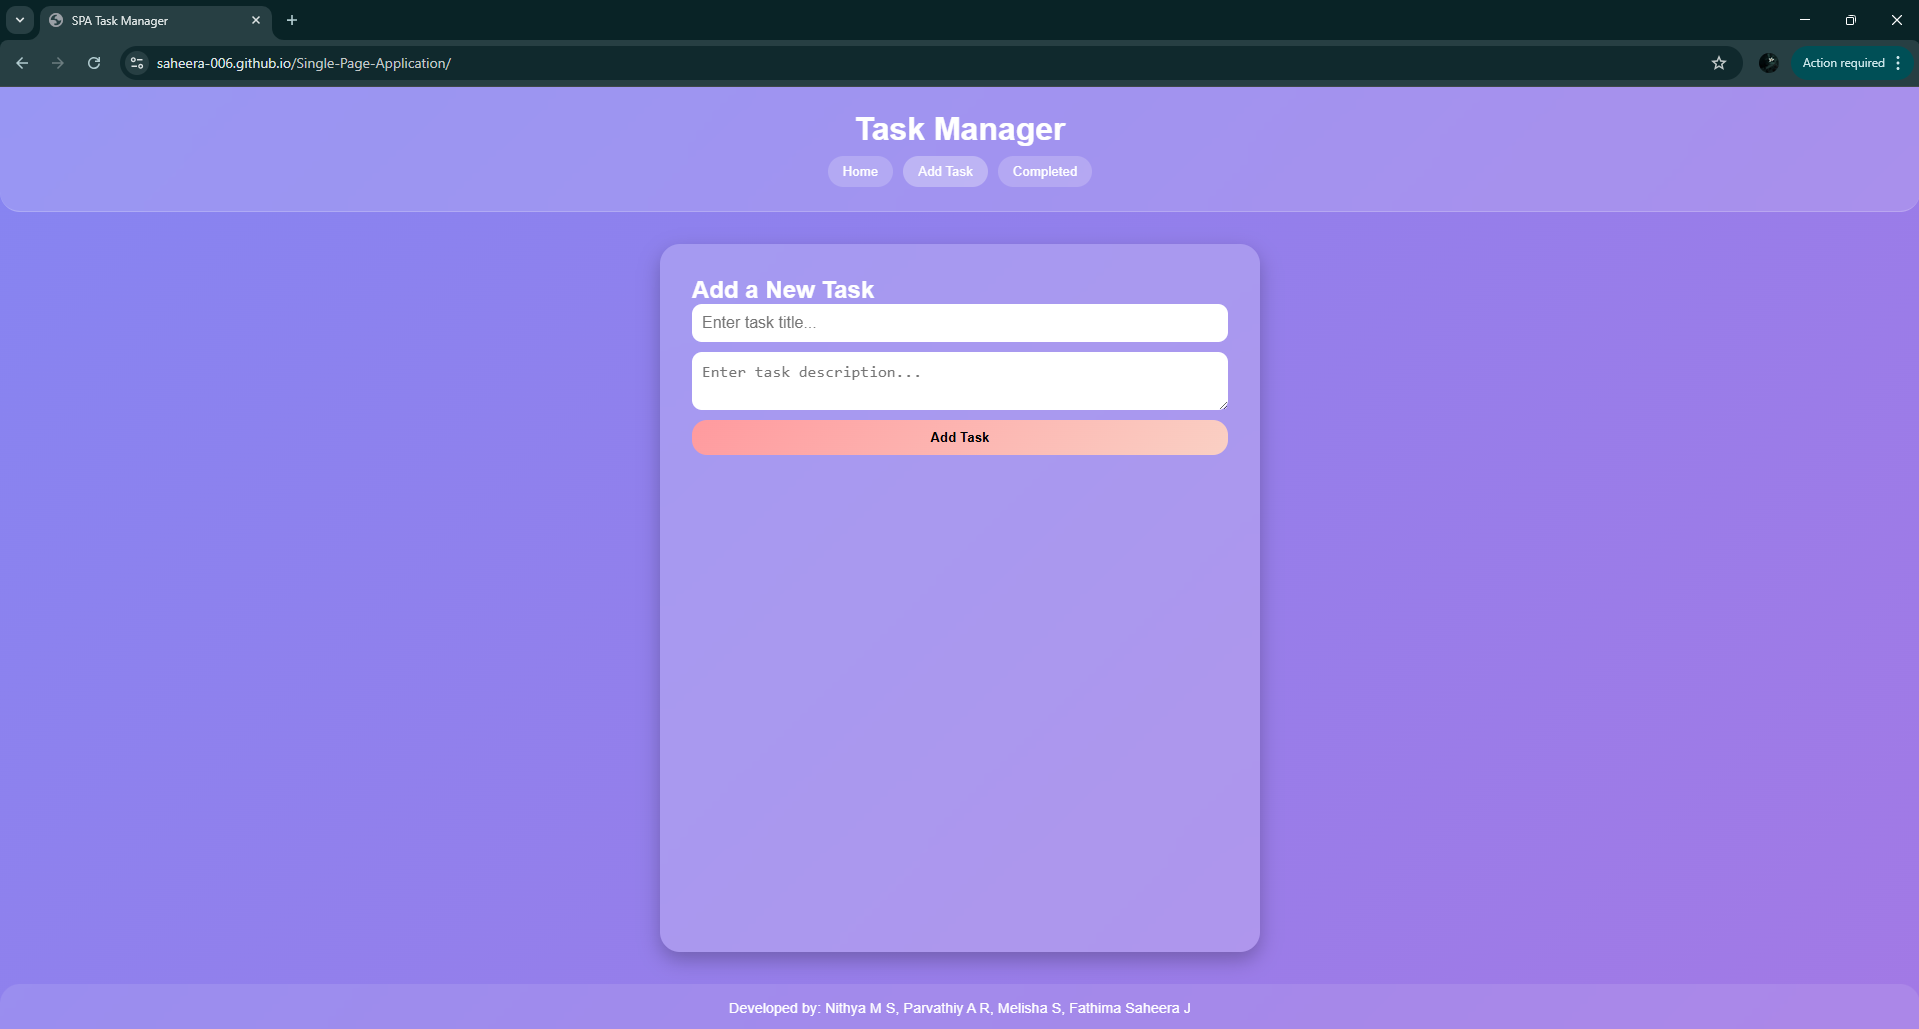 SPA Task Manager
saheera-006.github.io/Single-Page-Application/
Action required
Task Manager
Home Add Task Completed
Add a New Task
Enter task title...
Enter task description...
Add Task
Developed by: Nithya M S, Parvathiy A R, Melisha S, Fathima Saheera J